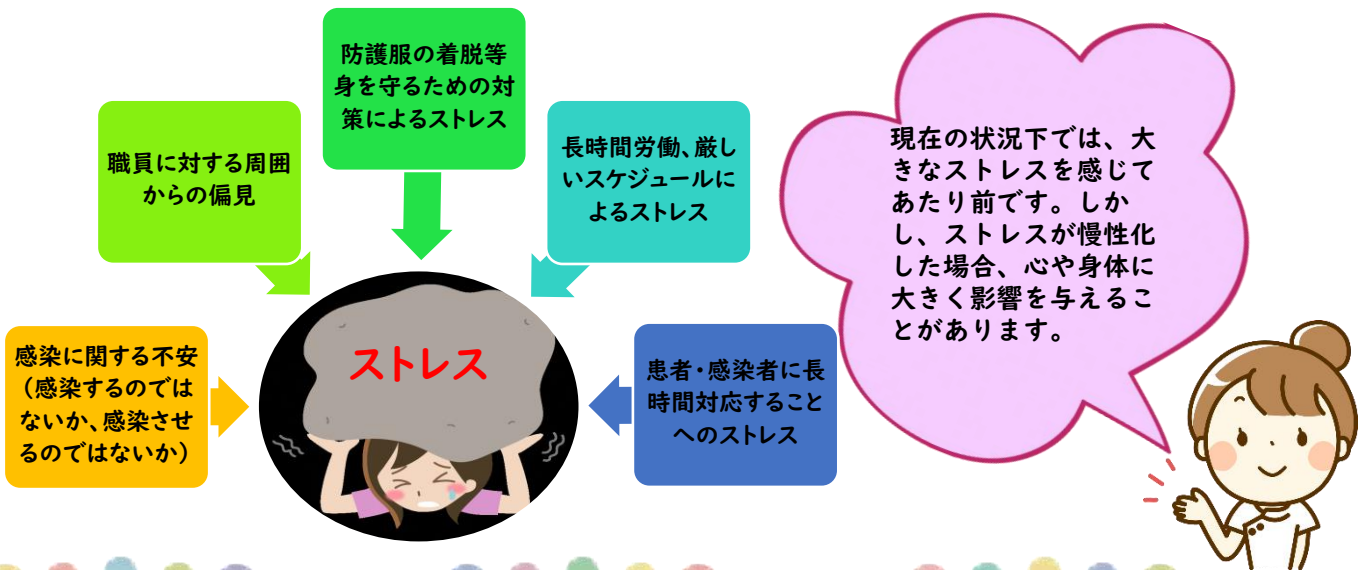 防護服の着脱等
身を守るための対
策によるストレス
職員に対する周囲
からの偏見
長時間労働、厳し
いスケジュールに
よるストレス
感染に関する不安
（感染するのでは
ないか、感染させ
るのではないか）
ストレス
患者・感染者に長
時間対応すること
へのストレス
現在の状況下では、大
きなストレスを感じて
あたり前です。しか
し、ストレスが慢性化
した場合、心や身体に
大きく影響を与えるこ
とがあります。